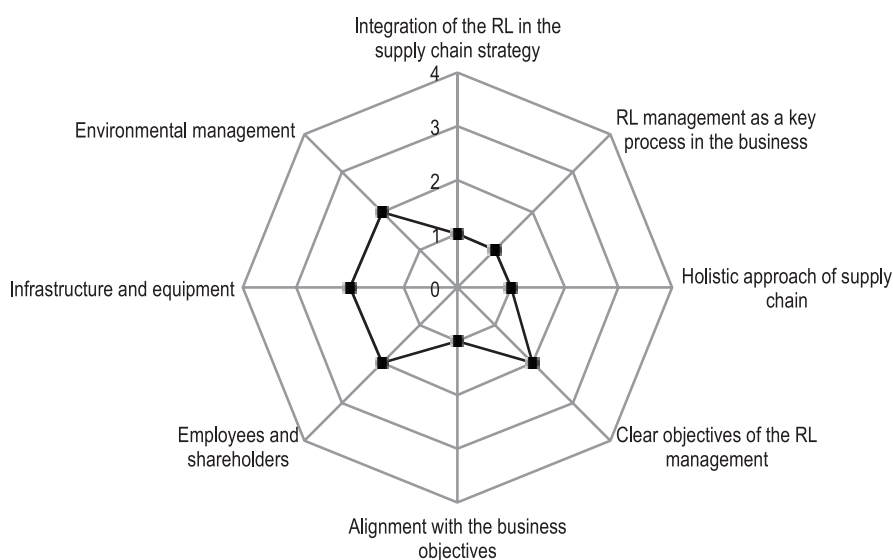 Integration of the RL in the
supply chain strategy
4
3
2
1
0
RL management as a key
process in the business
Holistic approach of supply
chain
Clear objectives of the RL
management
Alignment with the business
objectives
Employees and
shareholders
Infrastructure and equipment
Environmental management